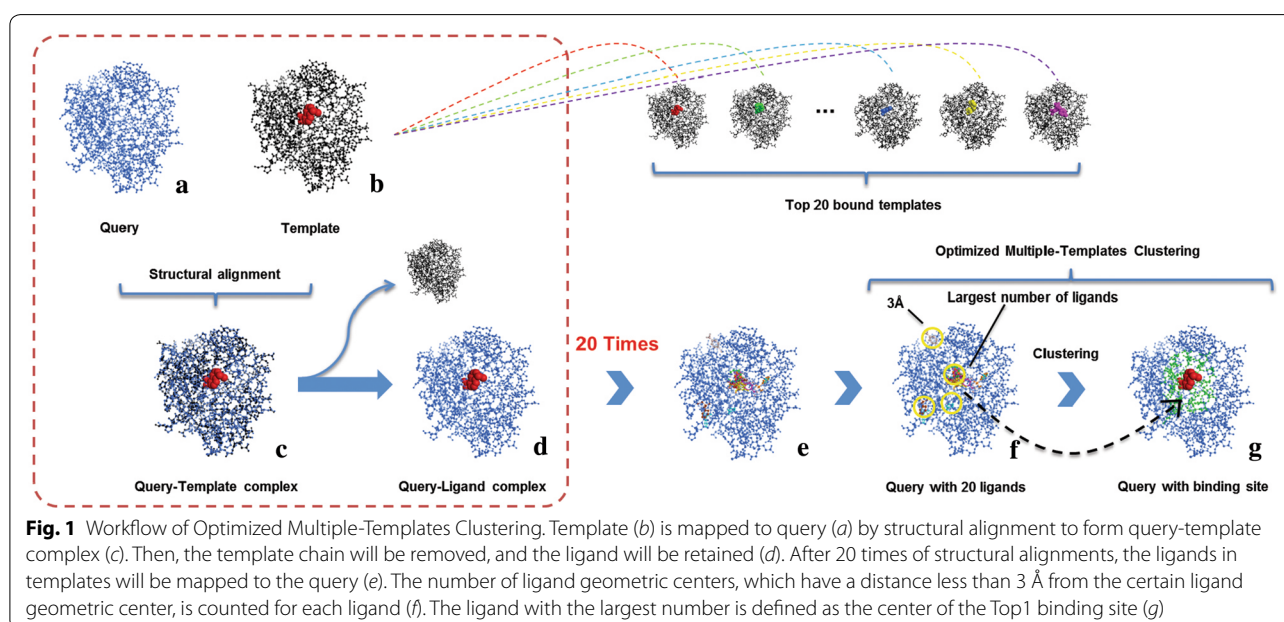 a
b
...
Query
Template
Top 20 bound templates
Structural alignment
Optimized Multiple-Templates Clustering
3Å
Largest number of ligands
20 Times
Clustering
c
d
e
f
g
Query-Template complex
Query-Ligand complex
Query with 20 ligands
Query with binding site
Fig. 1 Workflow of Optimized Multiple-Templates Clustering. Template (b) is mapped to query (a) by structural alignment to form query-template
complex (c). Then, the template chain will be removed, and the ligand will be retained (d). After 20 times of structural alignments, the ligands in
templates will be mapped to the query (e). The number of ligand geometric centers, which have a distance less than 3 Å from the certain ligand
geometric center, is counted for each ligand (f). The ligand with the largest number is defined as the center of the Top1 binding site (g)